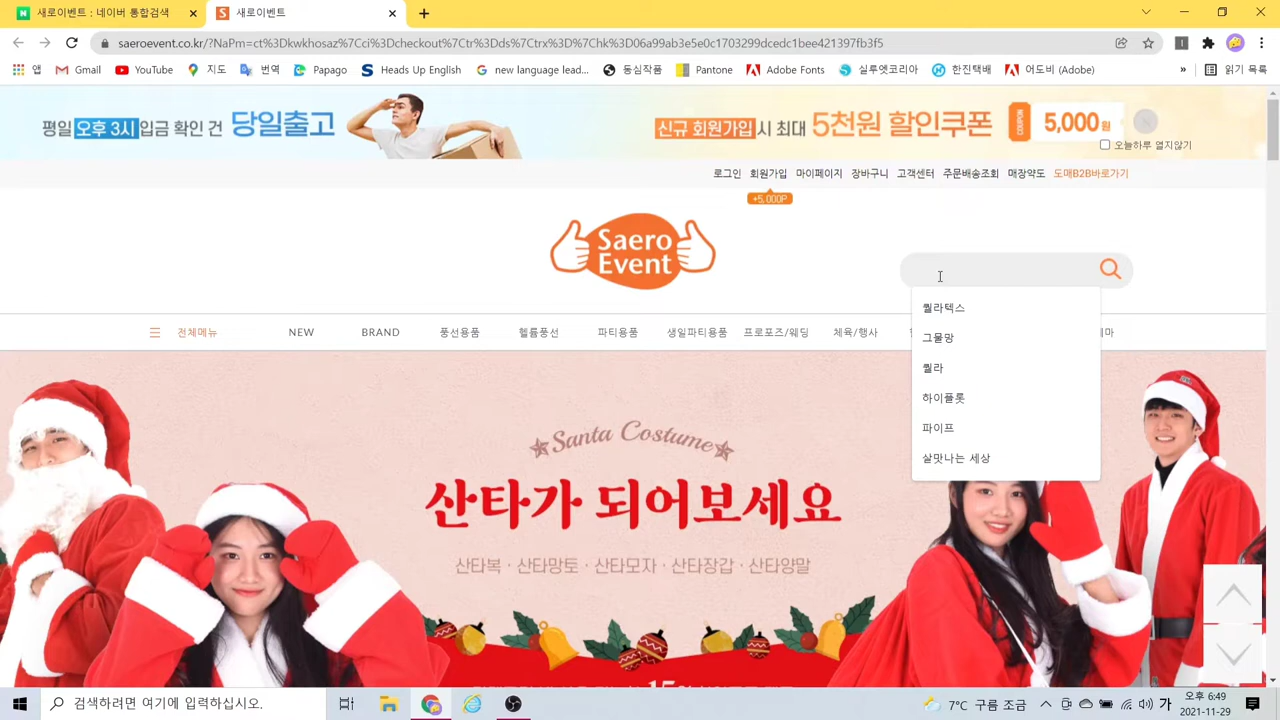 새로이벤트 : 네이버 통합검색
새로이벤트
saeroevent.co.kr/?NaPm=ct%3Dkwkhosaz%7Cci%3Dcheckout%7Ctr%3Dds%7Ctrx%3D%7Chk%3D06a99ab3e5e0c1703299dcedc1bee421397fb3f5
앱 Gmail YouTube 지도 번역 Papago Heads Up English new language lead... 동심작품 Pantone Adobe Fonts 실루엣코리아 한진택배 어도비 (Adobe) » 읽기 목록
평일 오후 3시 입금 확인 건 당일출고
신규 회원가입시 최대 5천원 할인쿠폰 COUPON 5,000원
오늘하루 열지않기
로그인 회원가입 마이페이지 장바구니 고객센터 주문배송조회 매장약도 도매B2B바로가기
+5,000P
Saero
Event
전체메뉴 NEW BRAND 풍선용품 헬륨풍선 파티용품 생일파티용품 프로포즈/웨딩 체육/행사
퀄라텍스
그물망
퀄라
하이플롯
파이프
살맛나는 세상
Santa Costume
산타가 되어보세요
산타복 · 산타망토 · 산타모자 · 산타장갑 · 산타양말
검색하려면 여기에 입력하십시오.
7°C 구름 조금
가
오후 6:49
2021-11-29